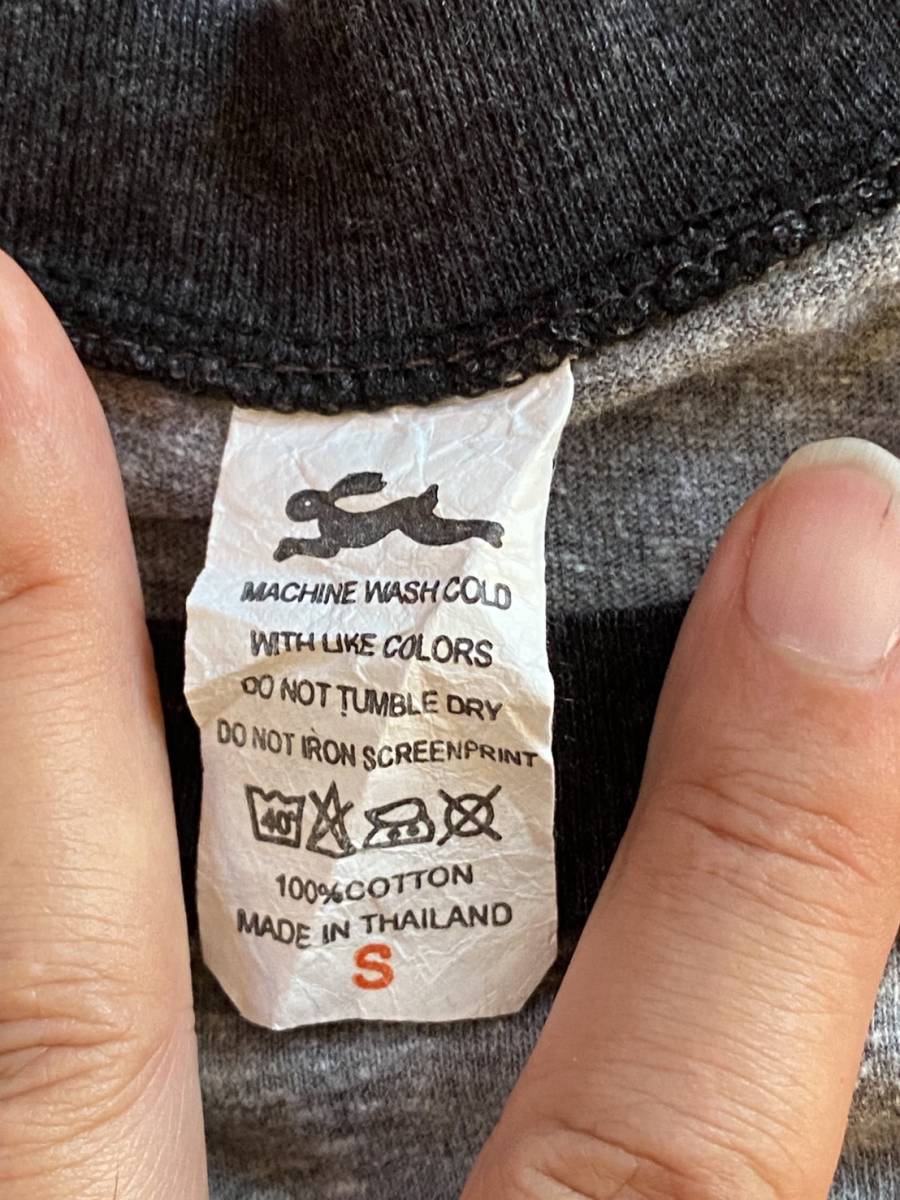 MACHINE WASH COLD
WITH LIKE COLORS
DO NOT TUMBLE DRY
DO NOT IRON SCREENPRINT
40°
100% COTTON
MADE IN THAILAND
S